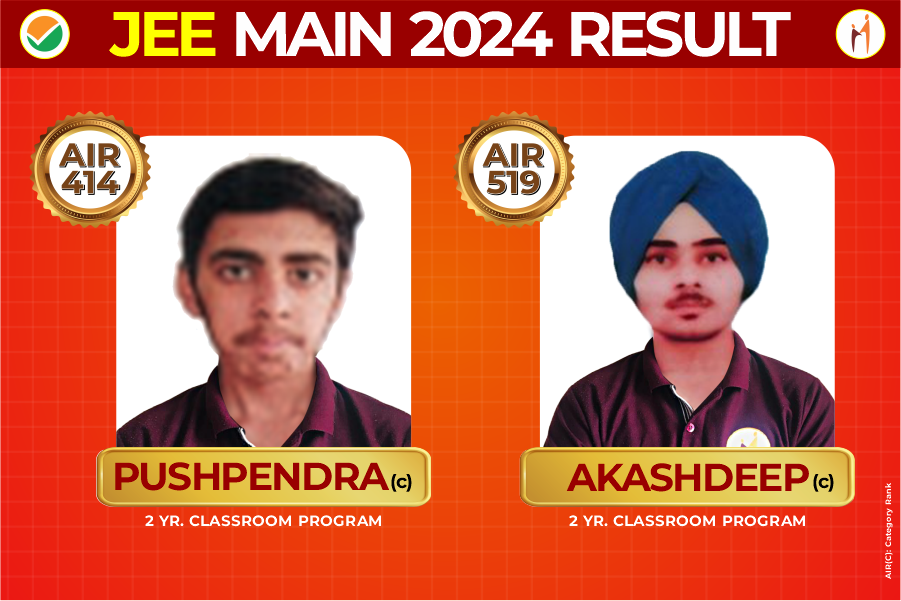 JEE MAIN 2024 RESULT
AIR
414
AIR
519
PUSHPENDRA(c)
2 YR. CLASSROOM PROGRAM
AKASHDEEP(c)
2 YR. CLASSROOM PROGRAM
AIR(C): Category Rank